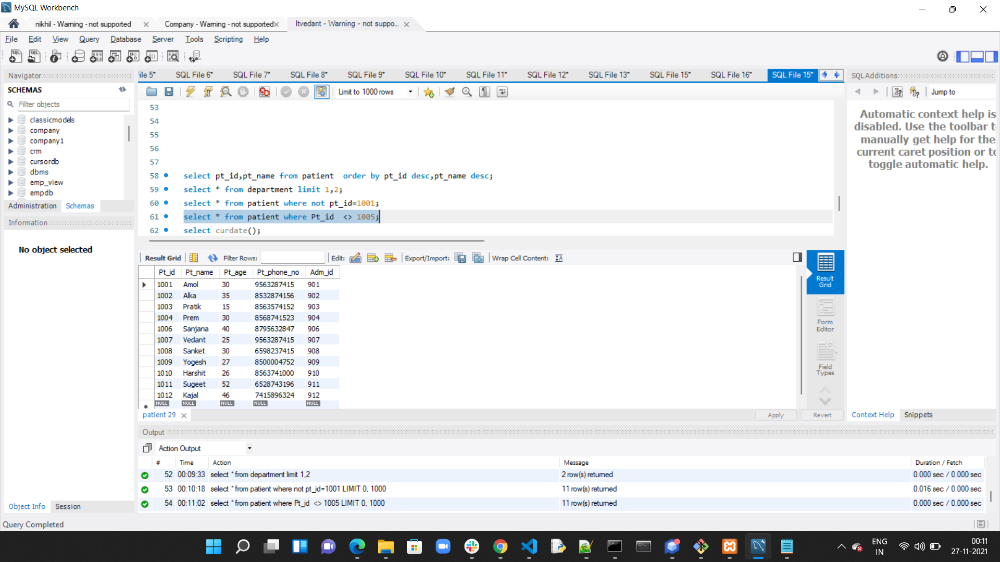 MySQL Workbench
nikhil - Warning - not supported
Company - Warning - not supported
Itvedant - Warning - not suppo...
File Edit View Query Database Server Tools Scripting Help
Navigator
SCHEMAS
Filter objects
classicmodels
company
company1
crm
cursordb
dbms
emp_view
empdb
Administration Schemas
Information
No object selected
Object Info Session
ile 5* SQL File 6* SQL File 7* SQL File 8* SQL File 9* SQL File 10* SQL File 11* SQL File 12* SQL File 13* SQL File 15* SQL File 16* SQL File 15*
Limit to 1000 rows
53
54
55
56
57
58 select pt_id,pt_name from patient  order by pt_id desc,pt_name desc;
59 select * from department limit 1,2;
60 select * from patient where not pt_id=1001;
61 select * from patient where Pt_id  <> 1005;
62 select curdate();
Result Grid Filter Rows: Edit: Export/Import: Wrap Cell Content:
Pt_id Pt_name Pt_age Pt_phone_no Adm_id
1001 Amol 30 9563287415 901
1002 Alka 35 8532874156 902
1003 Pratik 15 8563574152 903
1004 Prem 30 8568741523 904
1006 Sanjana 40 8795632847 906
1007 Vedant 25 9563287415 907
1008 Sanket 30 6598237415 908
1009 Yogesh 27 8500004752 909
1010 Harshit 26 8563741000 910
1011 Sugeet 52 6528743196 911
1012 Kajal 46 7415896324 912
NULL NULL NULL NULL NULL
Result
Grid
Form
Editor
Field
Types
patient 29
Apply Revert
SQLAdditions
Jump to
Automatic context help is
disabled. Use the toolbar t
manually get help for the
current caret position or to
toggle automatic help.
Context Help Snippets
Output
Action Output
# Time Action Message Duration / Fetch
52 00:09:33 select * from department limit 1,2 2 row(s) returned 0.000 sec / 0.000 sec
53 00:10:18 select * from patient where not pt_id=1001 LIMIT 0, 1000 11 row(s) returned 0.016 sec / 0.000 sec
54 00:11:02 select * from patient where Pt_id  <> 1005 LIMIT 0, 1000 11 row(s) returned 0.000 sec / 0.000 sec
Query Completed
ENG
IN
00:11
27-11-2021